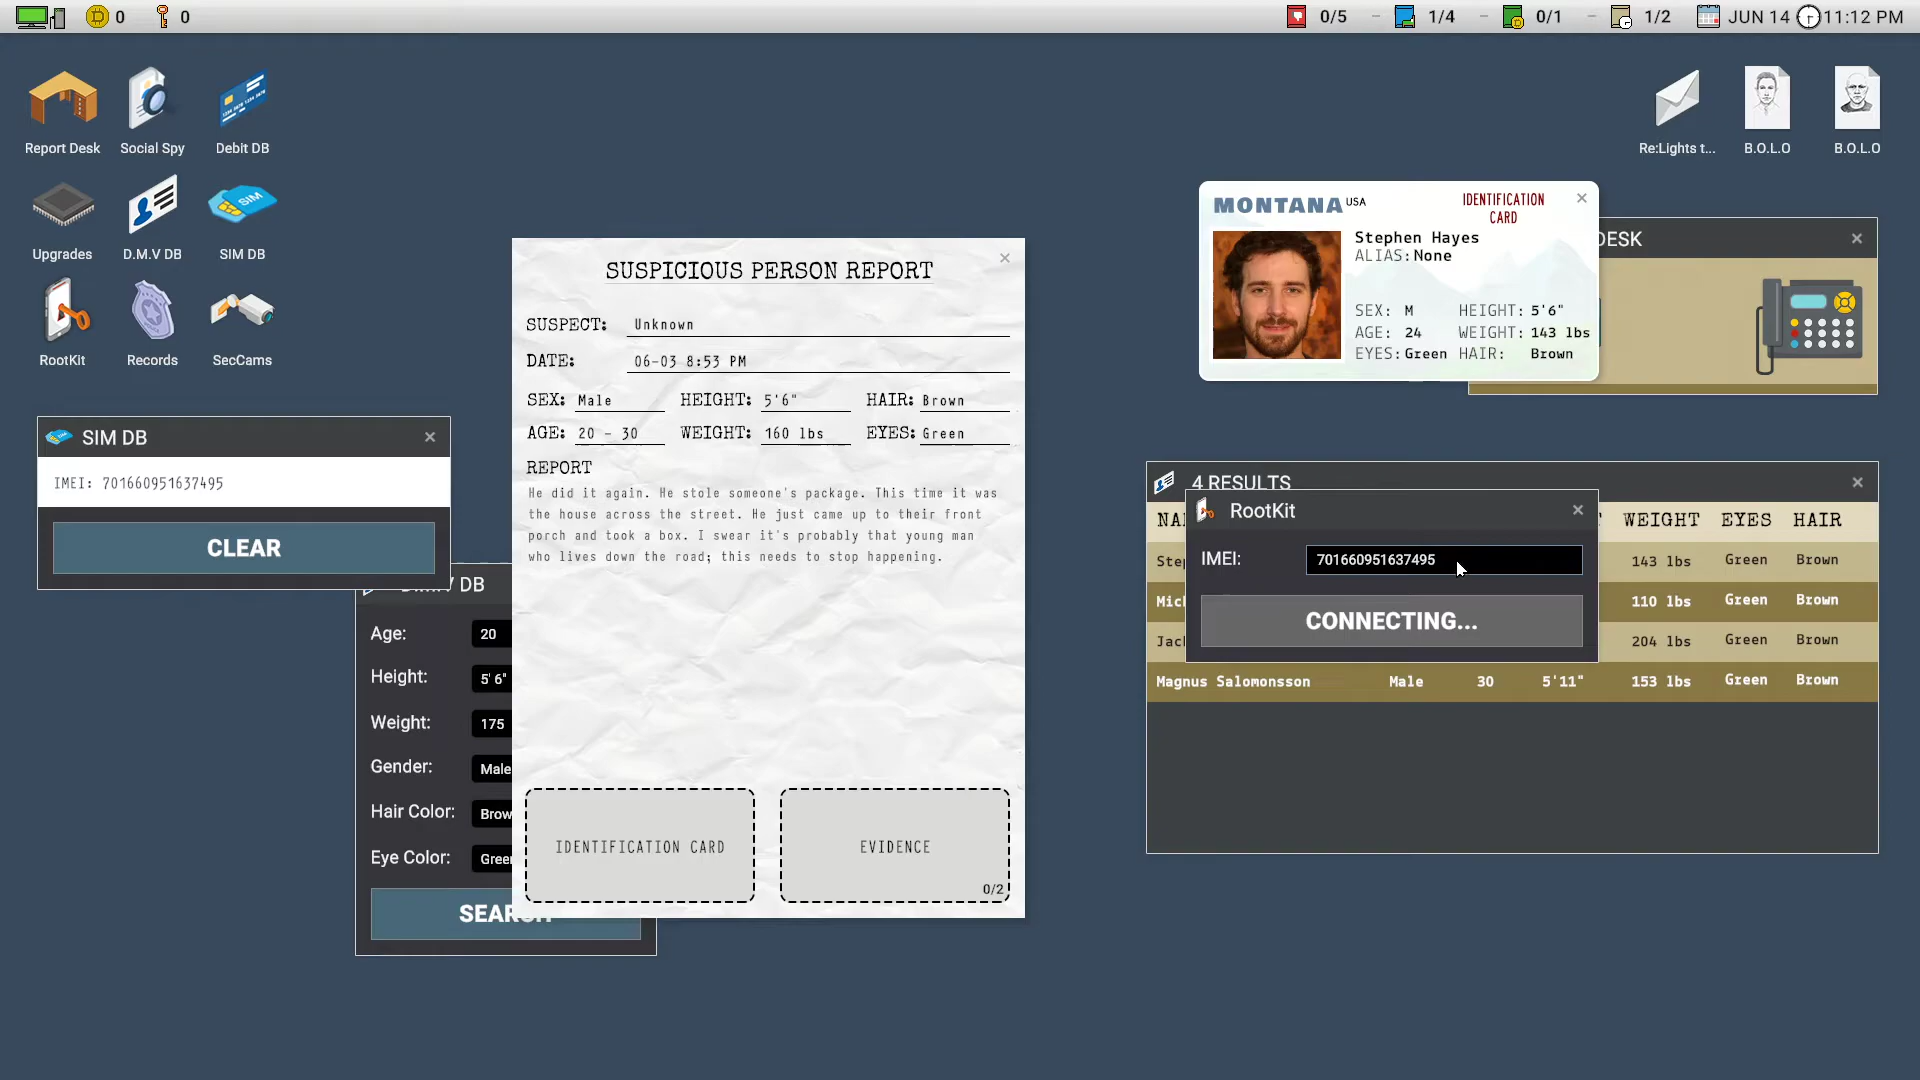 0 0 0/5 1/4 0/1 1/2 JUN 14 11:12 PM
Report Desk Social Spy Debit DB
Upgrades D.M.V DB SIM DB
RootKit Records SecCams
Re:Lights t... B.O.L.O B.O.L.O
SIM DB
IMEI: 701660951637495
CLEAR
DB
Age: 20
Height: 5' 6"
Weight: 175
Gender: Male
Hair Color: Brow
Eye Color: Gree
SEARCH
SUSPICIOUS PERSON REPORT
SUSPECT: Unknown
DATE: 06-03 8:53 PM
SEX: Male HEIGHT: 5'6" HAIR: Brown
AGE: 20 - 30 WEIGHT: 160 lbs EYES: Green
REPORT
He did it again. He stole someone's package. This time it was
the house across the street. He just came up to their front
porch and took a box. I swear it's probably that young man
who lives down the road; this needs to stop happening.
IDENTIFICATION CARD
EVIDENCE
0/2
MONTANA USA
IDENTIFICATION
CARD
Stephen Hayes
ALIAS: None
SEX: M HEIGHT: 5'6"
AGE: 24 WEIGHT: 143 lbs
EYES: Green HAIR: Brown
DESK
4 RESULTS
NA WEIGHT EYES HAIR
Step 143 lbs Green Brown
Mich 110 lbs Green Brown
Jack 204 lbs Green Brown
Magnus Salomonsson Male 30 5'11" 153 lbs Green Brown
RootKit
IMEI: 701660951637495
CONNECTING...